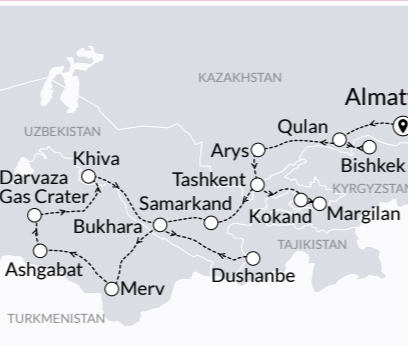 KAZAKHSTAN
Almat
Qulan
UZBEKISTAN
Arys
Khiva
Bishkek
Darvaza
Gas Crater
Tashkent
KYRGYZSTAN
Samarkand
Kokand
Margilan
Bukhara
TAJIKISTAN
Ashgabat
Dushanbe
Merv
TURKMENISTAN